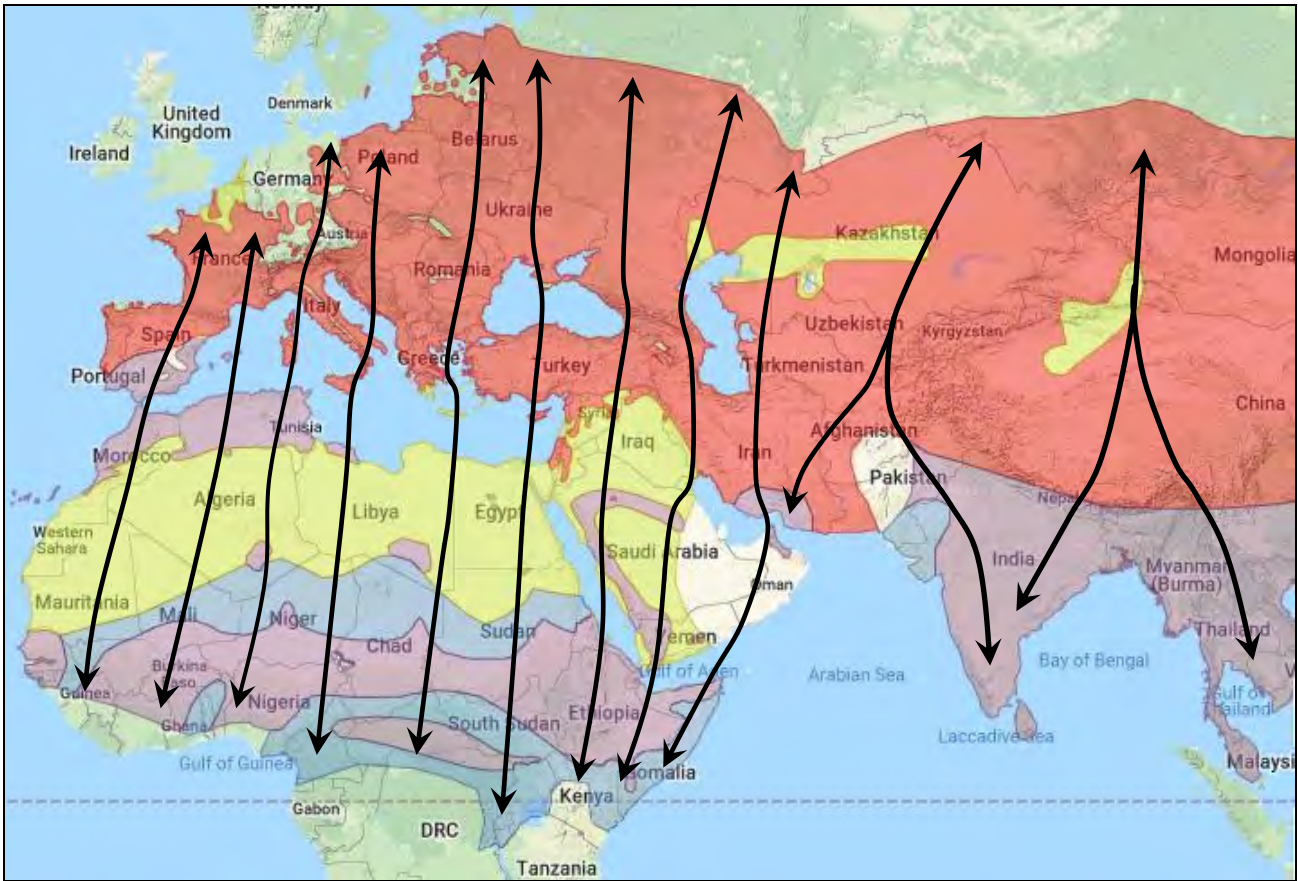 Norway
United
Kingdom
Denmark
Ireland
Belarus
Poland
Germany
Ukraine
Austria
Kazakhstan
France
Mongolia
Romania
Italy
Spain
Uzbekistan
Kyrgyzstan
Greece
Turkey
Turkmenistan
Portugal
China
Syria
Tunisia
Iraq
Afghanistan
Iran
Morocco
Pakistan
Algeria
Libya
Egypt
Nepal
Western
Sahara
Saudi Arabia
India
Myanmar
(Burma)
Oman
Mauritania
Mali
Niger
Sudan
Yemen
Thailand
Chad
Burkina
Faso
Gulf of Aden
Arabian Sea
Bay of Bengal
Guinea
Nigeria
Ethiopia
Gulf of
Thailand
V
Ghana
South Sudan
Laccadive Sea
Gulf of Guinea
Somalia
Malaysi
Kenya
Gabon
DRC
Tanzania